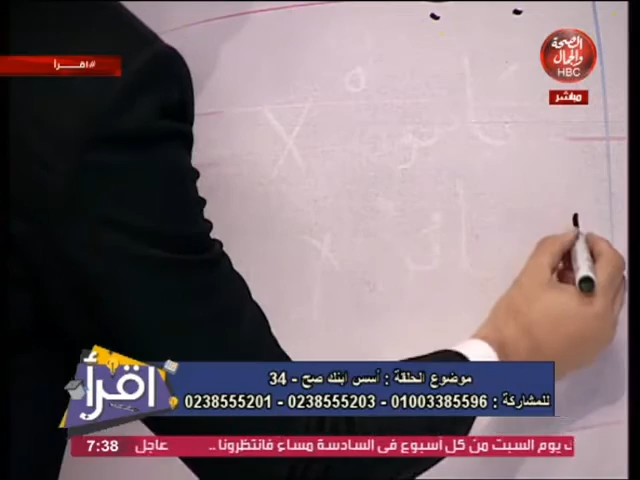 الصحة
والجمال
HBC
مباشر
#اقــــرأ
اقرأ
موضوع الحلقة : أسس ابنك صح - 34
للمشاركة : 01003385596 - 0238555203 - 0238555201
ك يوم السبت من كل اسبوع فى السادسة مساء فانتظرونا..
عاجل
7:38